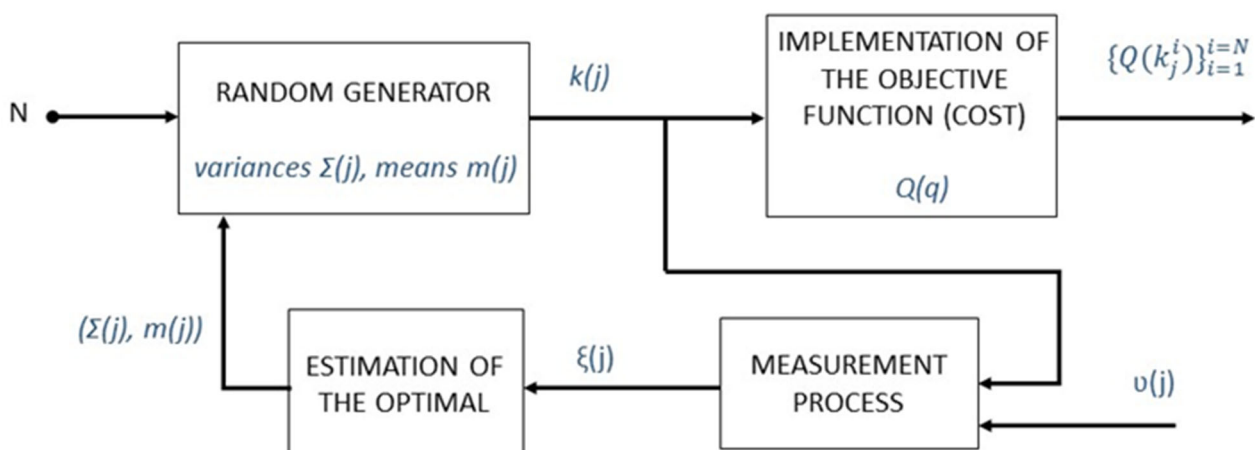 N
RANDOM GENERATOR
variances Σ(j), means m(j)
k(j)
IMPLEMENTATION OF
THE OBJECTIVE
FUNCTION (COST)
Q(q)
{Q(k_j^i)}_{i=1}^{i=N}
(Σ(j), m(j))
ESTIMATION OF
THE OPTIMAL
ξ(j)
MEASUREMENT
PROCESS
υ(j)